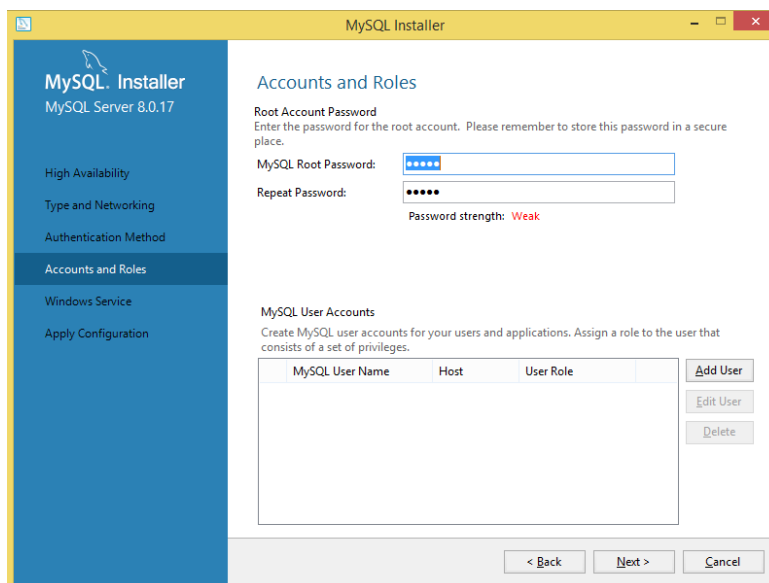 MySQL Installer
MySQL. Installer
MySQL Server 8.0.17
High Availability
Type and Networking
Authentication Method
Accounts and Roles
Windows Service
Apply Configuration
Accounts and Roles
Root Account Password
Enter the password for the root account. Please remember to store this password in a secure
place.
MySQL Root Password: •••••
Repeat Password: •••••
Password strength: Weak
MySQL User Accounts
Create MySQL user accounts for your users and applications. Assign a role to the user that
consists of a set of privileges.
MySQL User Name Host User Role
Add User
Edit User
Delete
< Back Next > Cancel